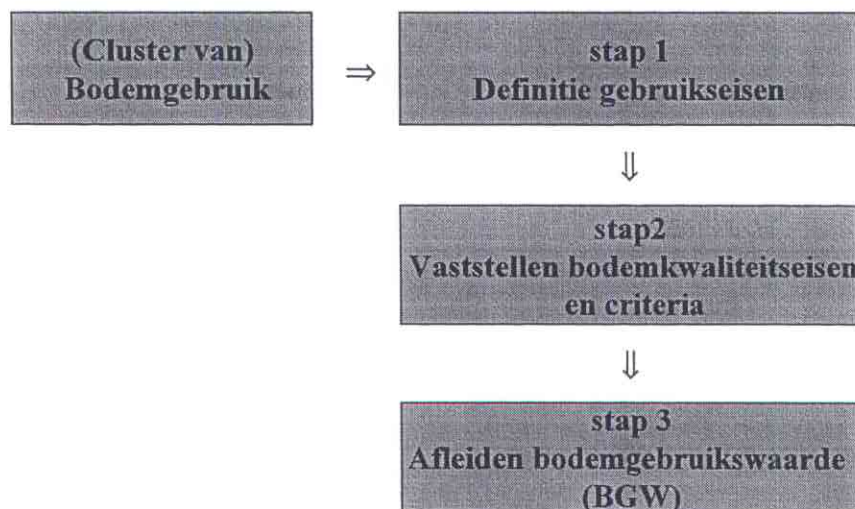 (Cluster van)
Bodemgebruik
⇒
stap 1
Definitie gebruikseisen
⇓
stap2
Vaststellen bodemkwaliteitseisen
en criteria
⇓
stap 3
Afleiden bodemgebruikswaarde
(BGW)